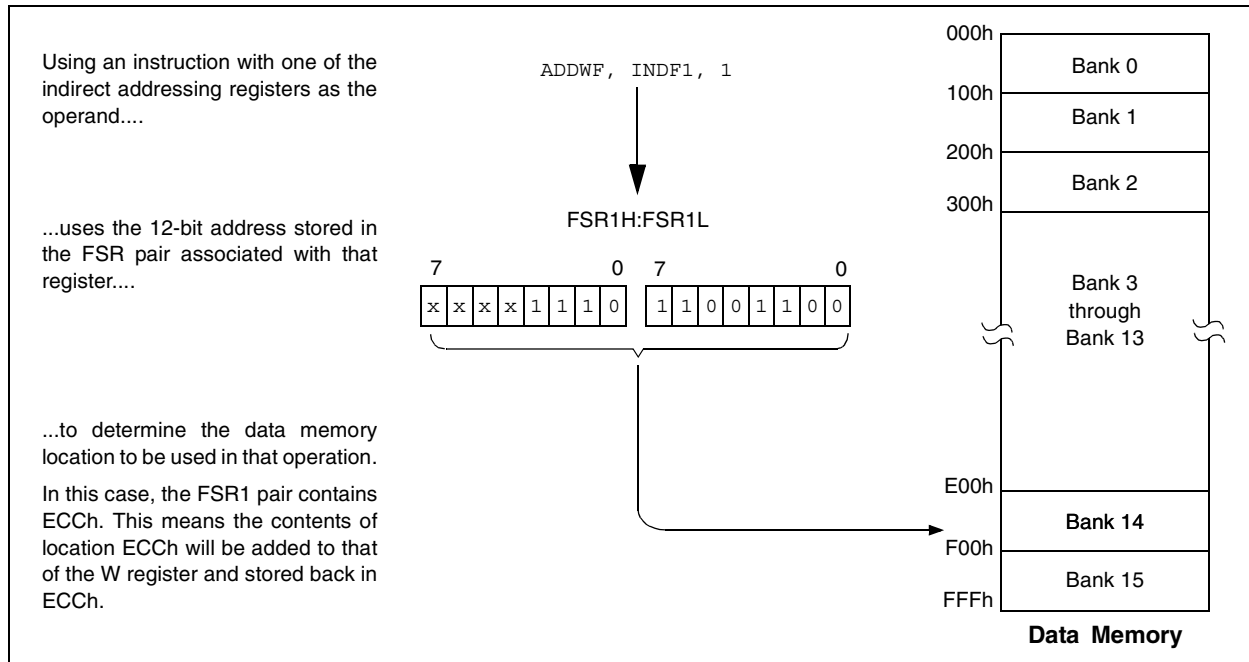 Using an instruction with one of the
indirect addressing registers as the
operand....
ADDWF, INDF1, 1
...uses the 12-bit address stored in
the FSR pair associated with that
register....
FSR1H:FSR1L
7 0 7 0
x x x x 1 1 1 0 1 1 0 0 1 1 0 0
...to determine the data memory
location to be used in that operation.
In this case, the FSR1 pair contains
ECCh. This means the contents of
location ECCh will be added to that
of the W register and stored back in
ECCh.
000h
Bank 0
100h
Bank 1
200h
Bank 2
300h
Bank 3
through
Bank 13
E00h
Bank 14
F00h
Bank 15
FFFh
Data Memory